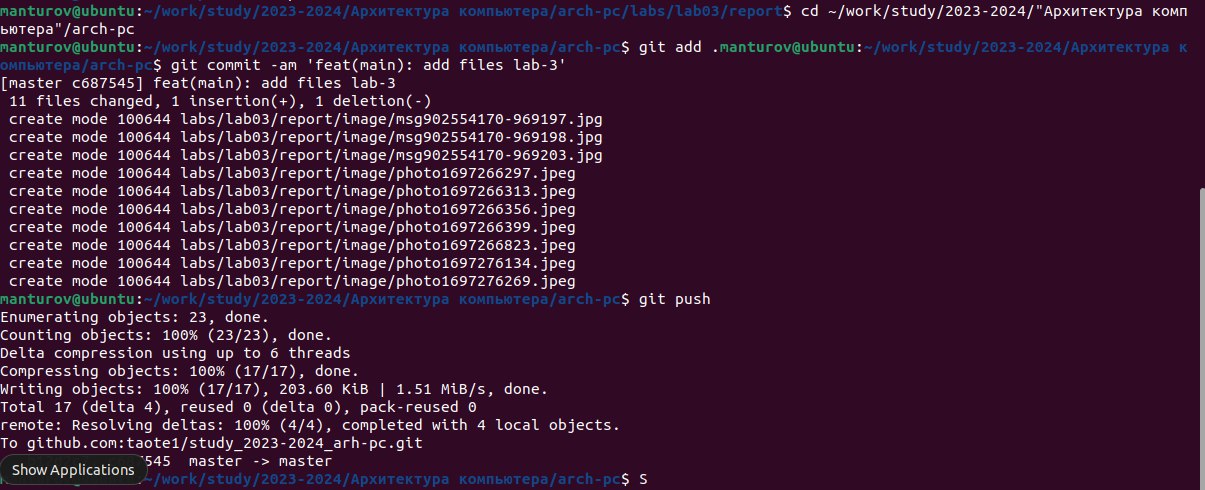 manturov@ubuntu:~/work/study/2023-2024/Архитектура компьютера/arch-pc/labs/lab03/report$ cd ~/work/study/2023-2024/"Архитектура комп
ьютера"/arch-pc
manturov@ubuntu:~/work/study/2023-2024/Архитектура компьютера/arch-pc$ git add .manturov@ubuntu:~/work/study/2023-2024/Архитектура к
омпьютера/arch-pc$ git commit -am 'feat(main): add files lab-3'
[master c687545] feat(main): add files lab-3
 11 files changed, 1 insertion(+), 1 deletion(-)
 create mode 100644 labs/lab03/report/image/msg902554170-969197.jpg
 create mode 100644 labs/lab03/report/image/msg902554170-969198.jpg
 create mode 100644 labs/lab03/report/image/msg902554170-969203.jpg
 create mode 100644 labs/lab03/report/image/photo1697266297.jpeg
 create mode 100644 labs/lab03/report/image/photo1697266313.jpeg
 create mode 100644 labs/lab03/report/image/photo1697266356.jpeg
 create mode 100644 labs/lab03/report/image/photo1697266399.jpeg
 create mode 100644 labs/lab03/report/image/photo1697266823.jpeg
 create mode 100644 labs/lab03/report/image/photo1697276134.jpeg
 create mode 100644 labs/lab03/report/image/photo1697276269.jpeg
manturov@ubuntu:~/work/study/2023-2024/Архитектура компьютера/arch-pc$ git push
Enumerating objects: 23, done.
Counting objects: 100% (23/23), done.
Delta compression using up to 6 threads
Compressing objects: 100% (17/17), done.
Writing objects: 100% (17/17), 203.60 KiB | 1.51 MiB/s, done.
Total 17 (delta 4), reused 0 (delta 0), pack-reused 0
remote: Resolving deltas: 100% (4/4), completed with 4 local objects.
To github.com:taote1/study_2023-2024_arh-pc.git
545  master -> master
Show Applications
~/work/study/2023-2024/Архитектура компьютера/arch-pc$ S